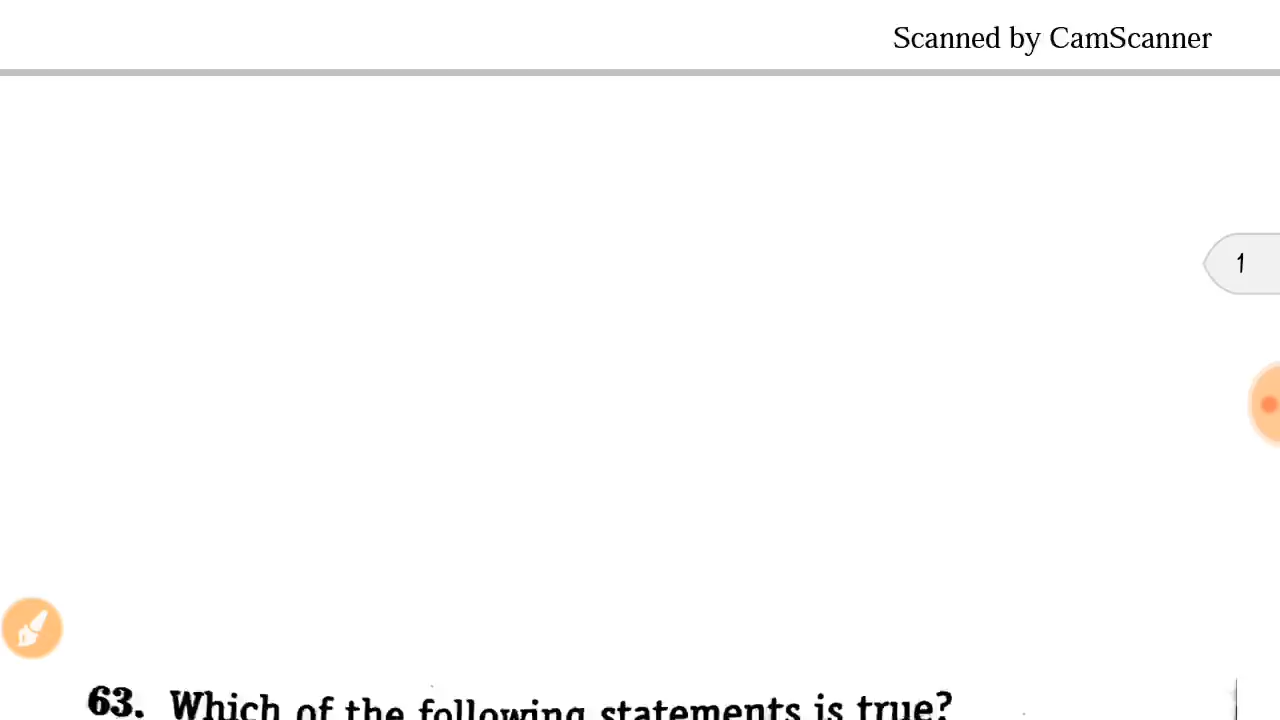 Scanned by CamScanner
1
63. Which of the following statements is true?